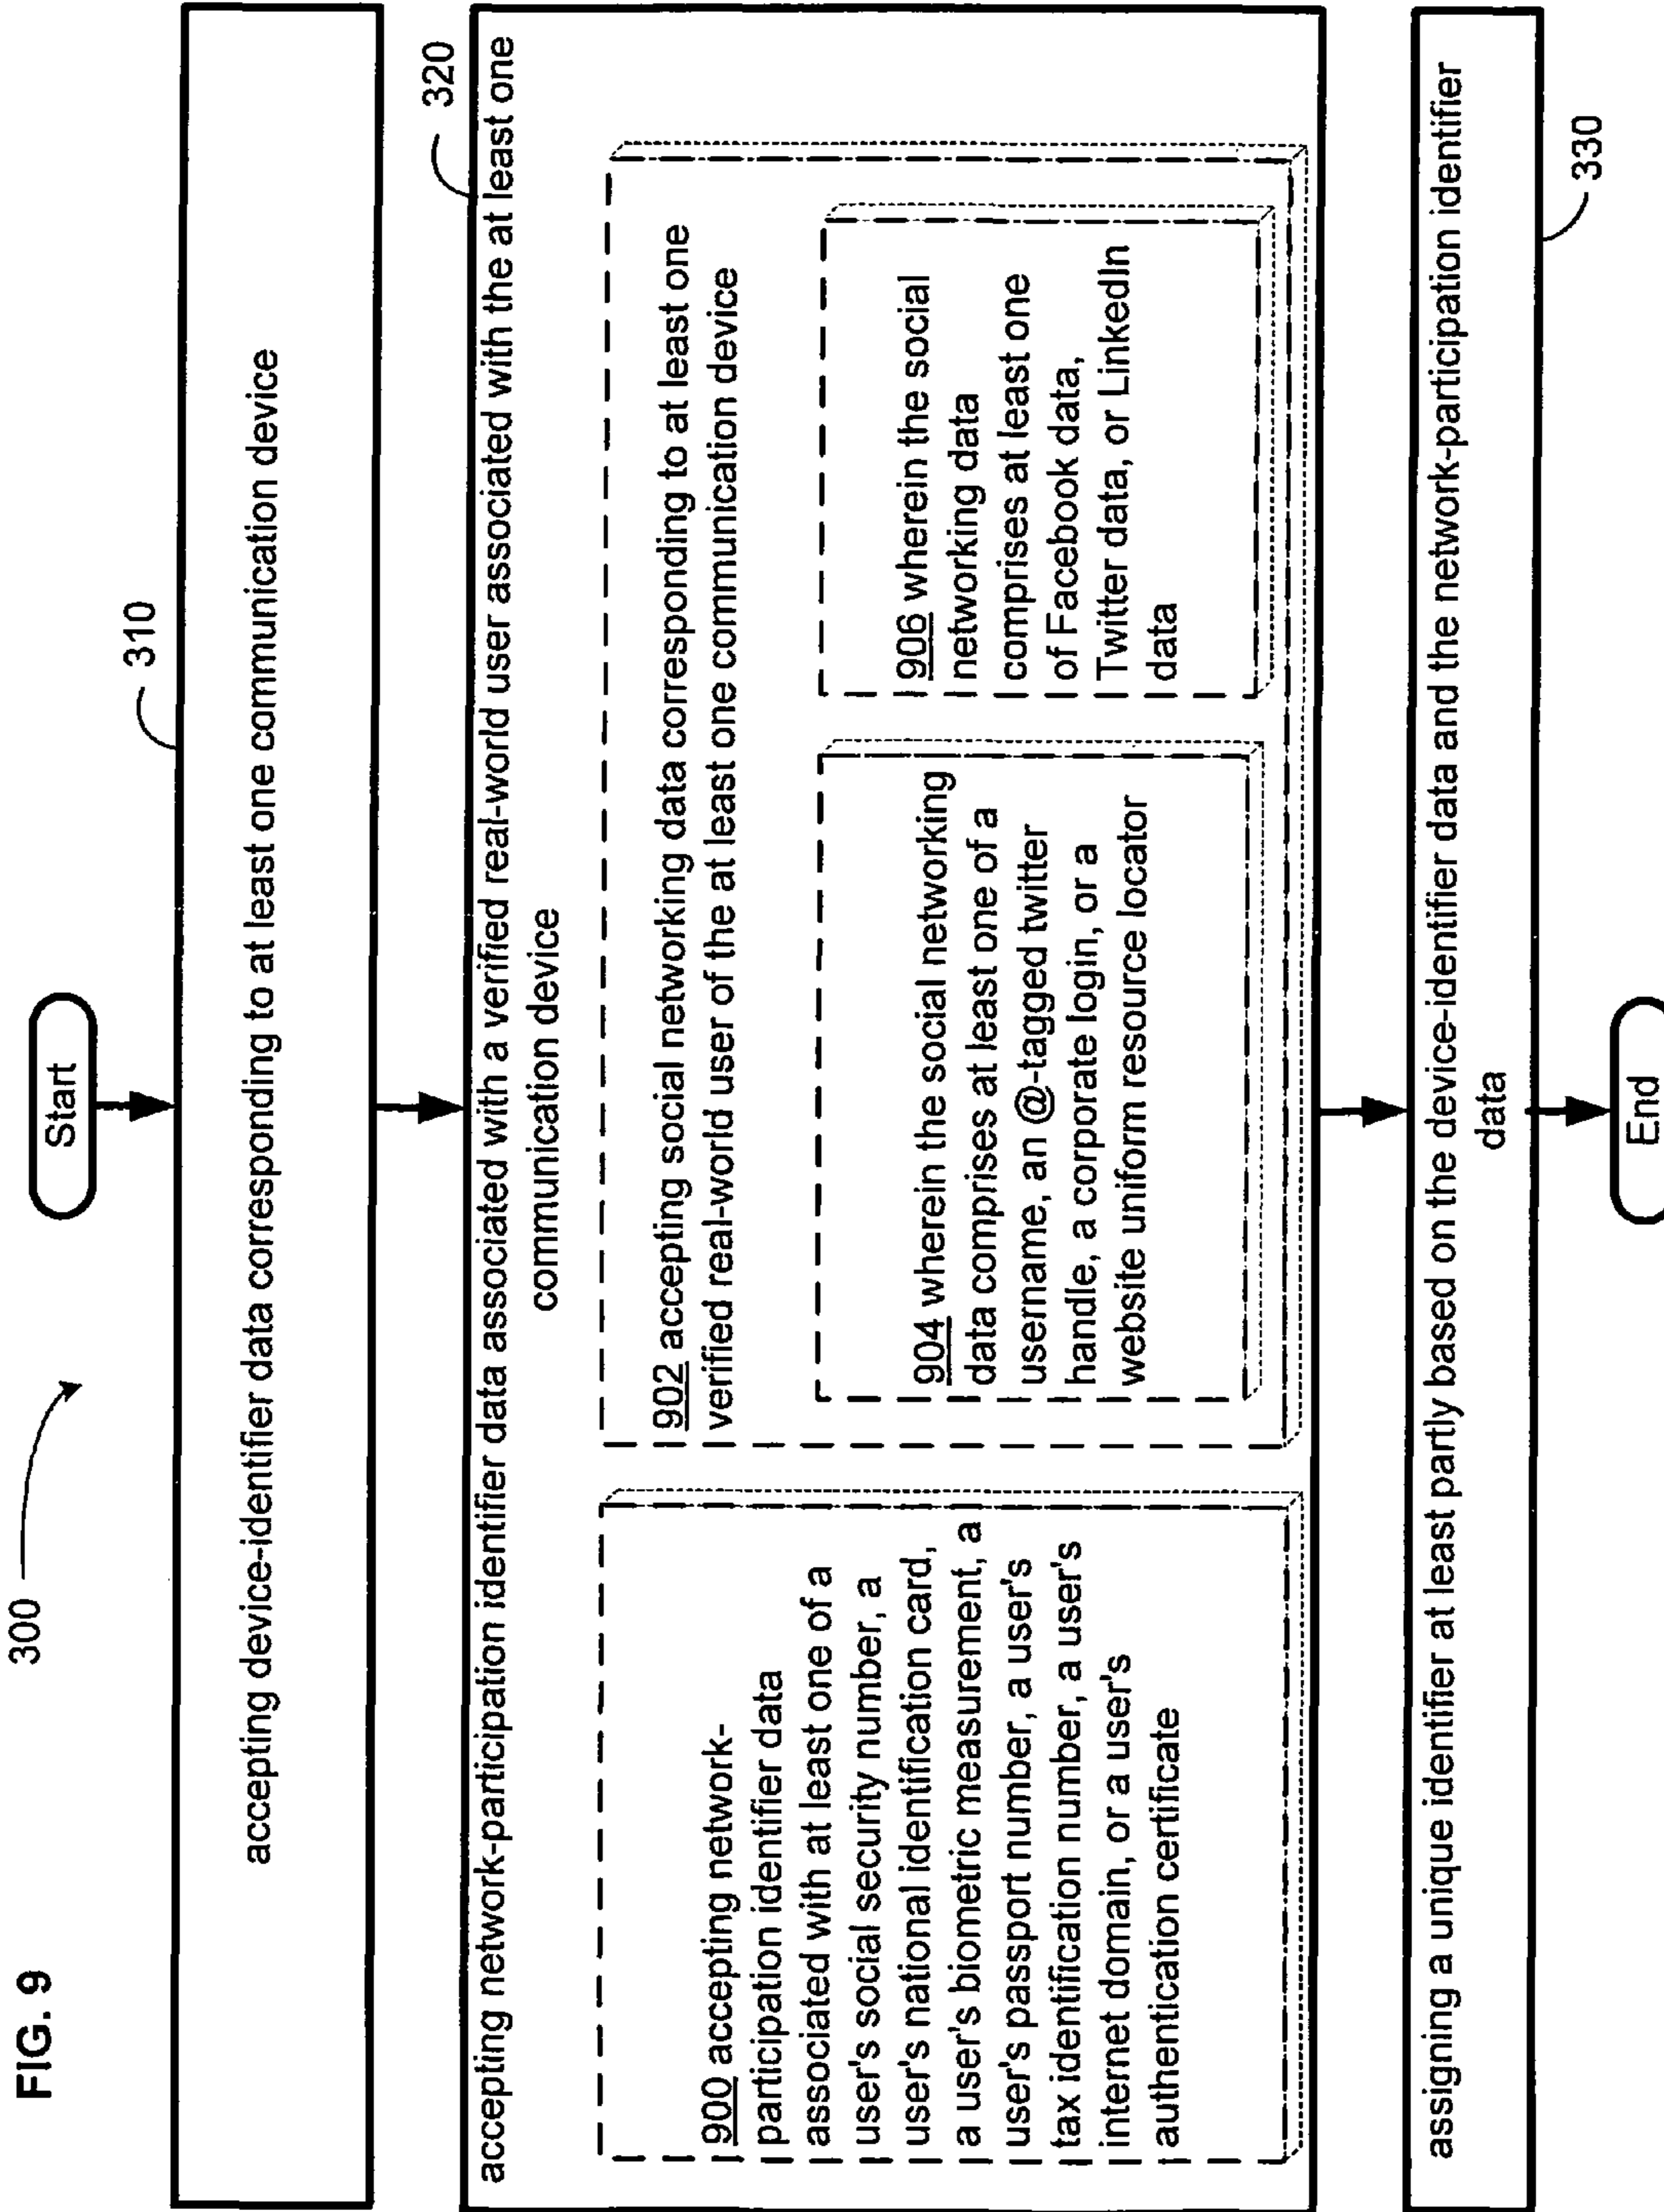 FIG. 9
300
Start
310
accepting device-identifier data corresponding to at least one communication device
320
accepting network-participation identifier data associated with a verified real-world user associated with the at least one
communication device
900 accepting network-
participation identifier data
associated with at least one of a
user's social security number, a
user's national identification card,
a user's biometric measurement, a
user's passport number, a user's
tax identification number, a user's
internet domain, or a user's
authentication certificate
902 accepting social networking data corresponding to at least one
verified real-world user of the at least one communication device
904 wherein the social networking
data comprises at least one of a
username, an @-tagged twitter
handle, a corporate login, or a
website uniform resource locator
906 wherein the social
networking data
comprises at least one
of Facebook data,
Twitter data, or LinkedIn
data
assigning a unique identifier at least partly based on the device-identifier data and the network-participation identifier
data
330
End